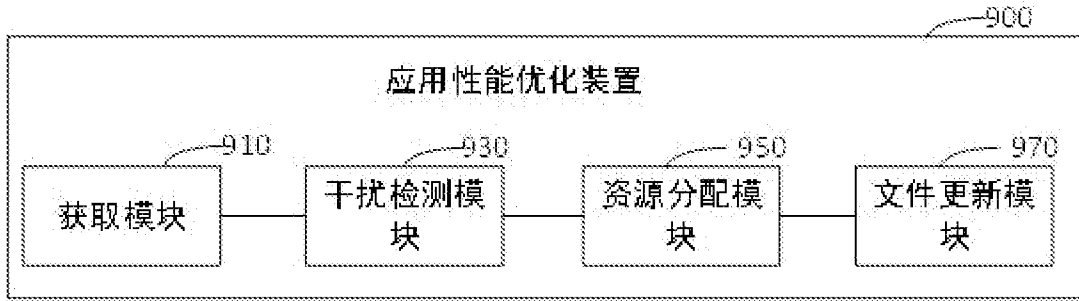 900
应用性能优化装置
910
930
950
970
获取模块
干扰检测模
块
资源分配模
块
文件更新模
块